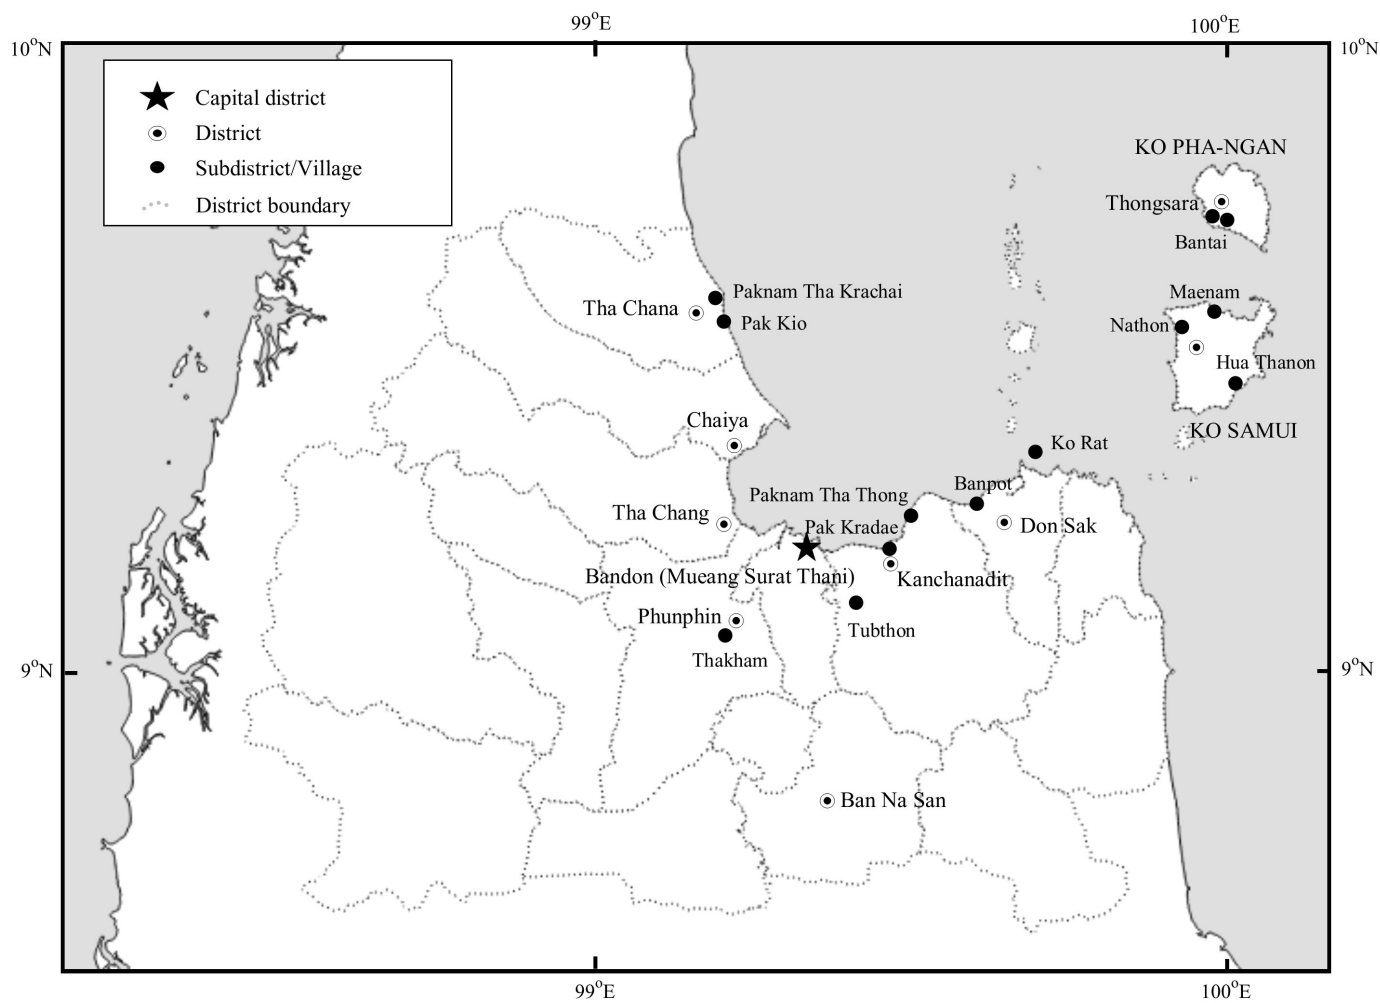 99°E
100°E
10°N
10°N
Capital district
District
Subdistrict/Village
District boundary
KO PHA-NGAN
Thongsara
Bantai
Paknam Tha Krachai
Tha Chana
Pak Kio
Maenam
Nathon
Hua Thanon
Chaiya
KO SAMUI
Ko Rat
Banpot
Paknam Tha Thong
Tha Chang
Pak Kradae
Don Sak
Bandon (Mueang Surat Thani)
Kanchanadit
Phunphin
Tubthon
Thakham
9°N
9°N
Ban Na San
99°E
100°E